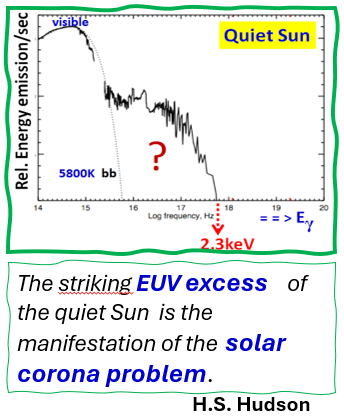 visible
Quiet Sun
Rel. Energy emission/sec
?
5800K bb
14 15 16 17 18 19 20
Log frequency, Hz
= = > Eγ
2.3keV
The striking EUV excess of
the quiet Sun is the
manifestation of the solar
corona problem.
H.S. Hudson